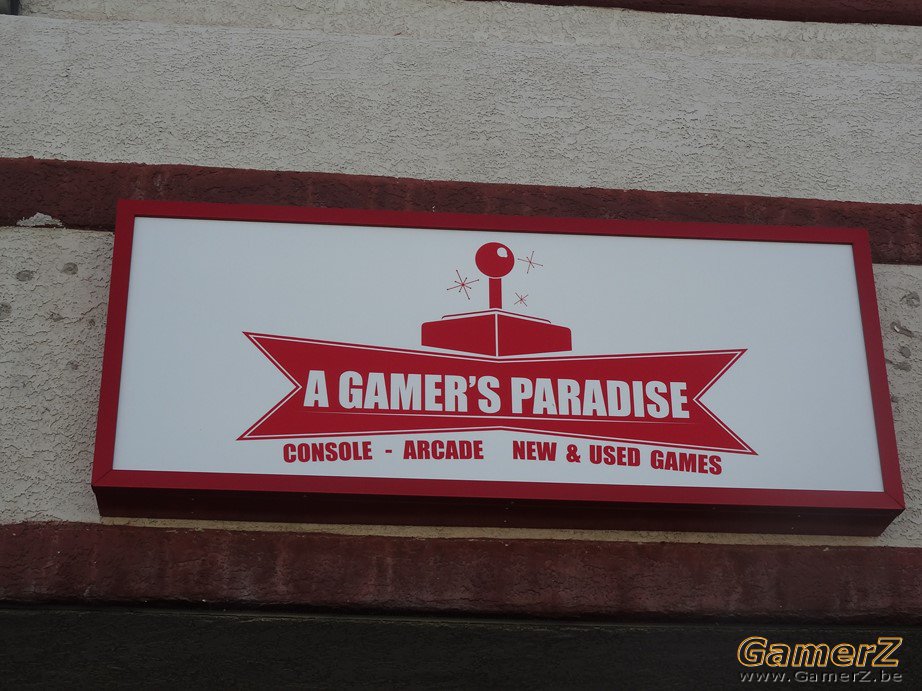 A GAMER'S PARADISE
CONSOLE - ARCADE NEW & USED GAMES
GamerZ
www.GamerZ.be